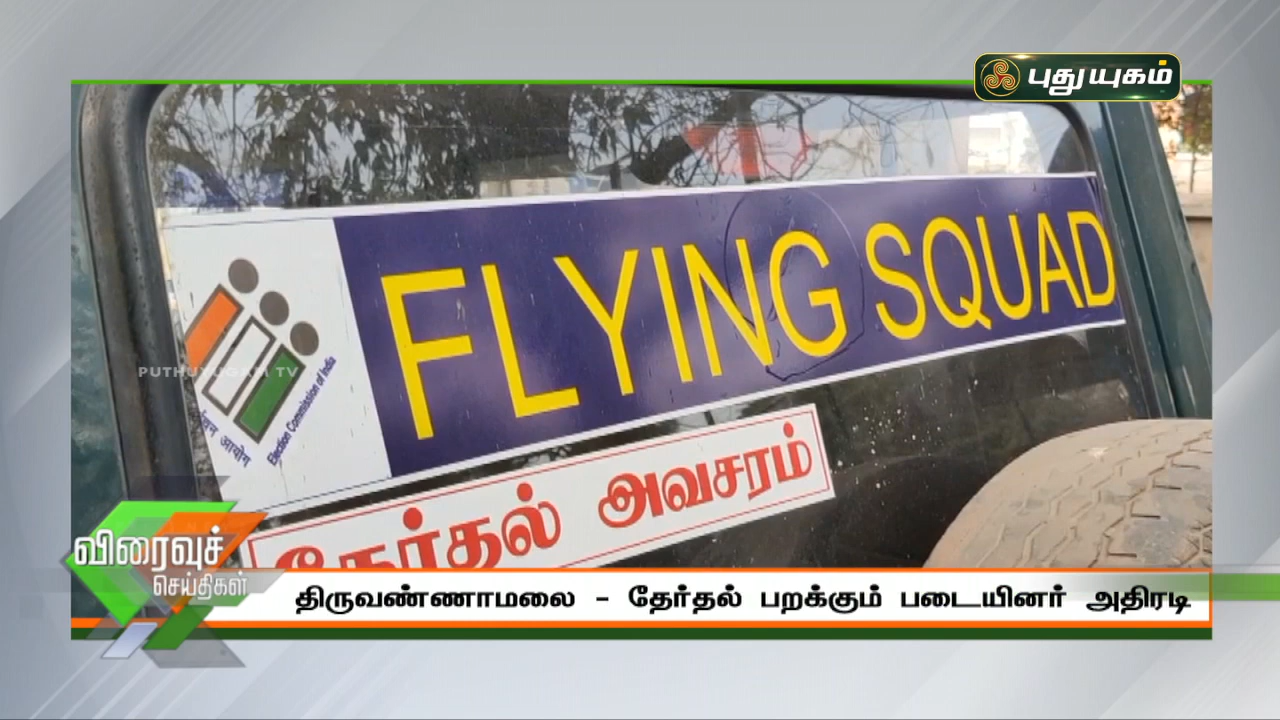 புதுயுகம்
FLYING SQUAD
PUTHUYUGAM TV
Election Commission of India
आयोग
தேர்தல் அவசரம்
விரைவுச்
செய்திகள்
திருவண்ணாமலை – தேர்தல் பறக்கும் படையினர் அதிரடி